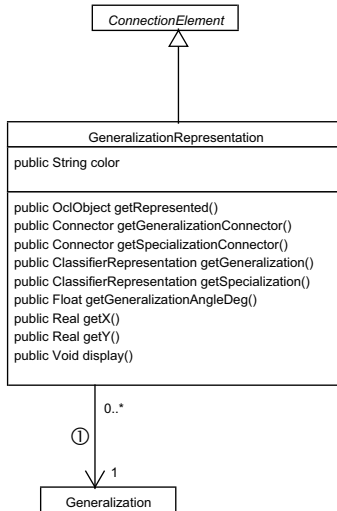 ConnectionElement
GeneralizationRepresentation
public String color
public OclObject getRepresented()
public Connector getGeneralizationConnector()
public Connector getSpecializationConnector()
public ClassifierRepresentation getGeneralization()
public ClassifierRepresentation getSpecialization()
public Float getGeneralizationAngleDeg()
public Real getX()
public Real getY()
public Void display()
0..*
①
1
Generalization